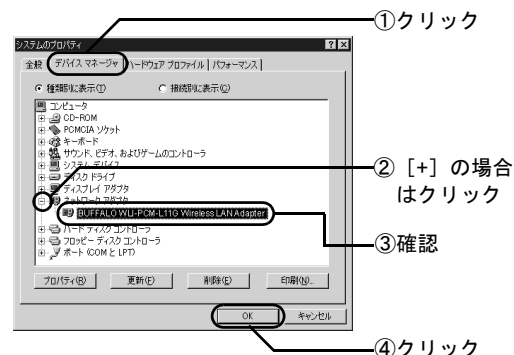 ①クリック
システムのプロパティ
全般 デバイス マネージャ ハードウェア プロファイル パフォーマンス
種類別に表示(T) 接続別に表示(C)
コンピュータ
CD-ROM
PCMCIA ソケット
キーボード
サウンド、ビデオ、およびゲームのコントローラ
システム デバイス
ディスク ドライブ
ディスプレイ アダプタ
ネットワーク アダプタ
BUFFALO WLI-PCM-L11G Wireless LAN Adapter
ハード ディスク コントローラ
フロッピー ディスク コントローラ
ポート (COM と LPT)
②［+］の場合
はクリック
③確認
プロパティ(R) 更新(F) 削除(E) 印刷(N)...
OK キャンセル
④クリック